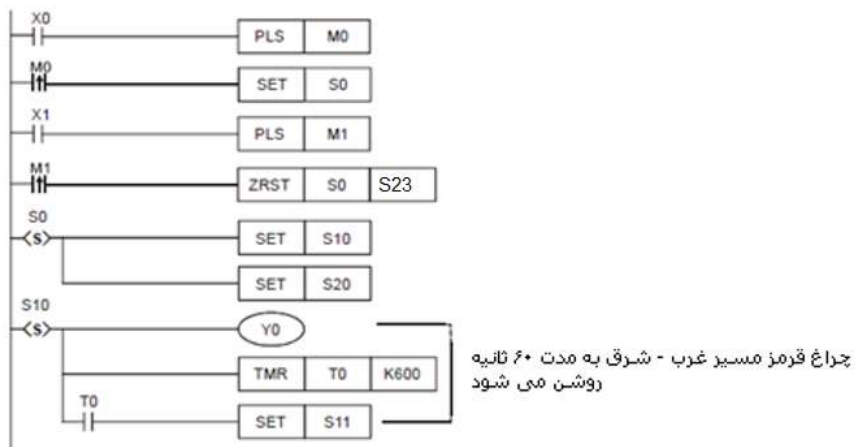 X0
PLS M0
M0
SET S0
X1
PLS M1
M1
ZRST S0 S23
S0
S SET S10
SET S20
S10
S Y0
TMR T0 K600
T0
SET S11
چراغ قرمز مسیر غرب - شرق به مدت ۶۰ ثانیه
روشن می شود